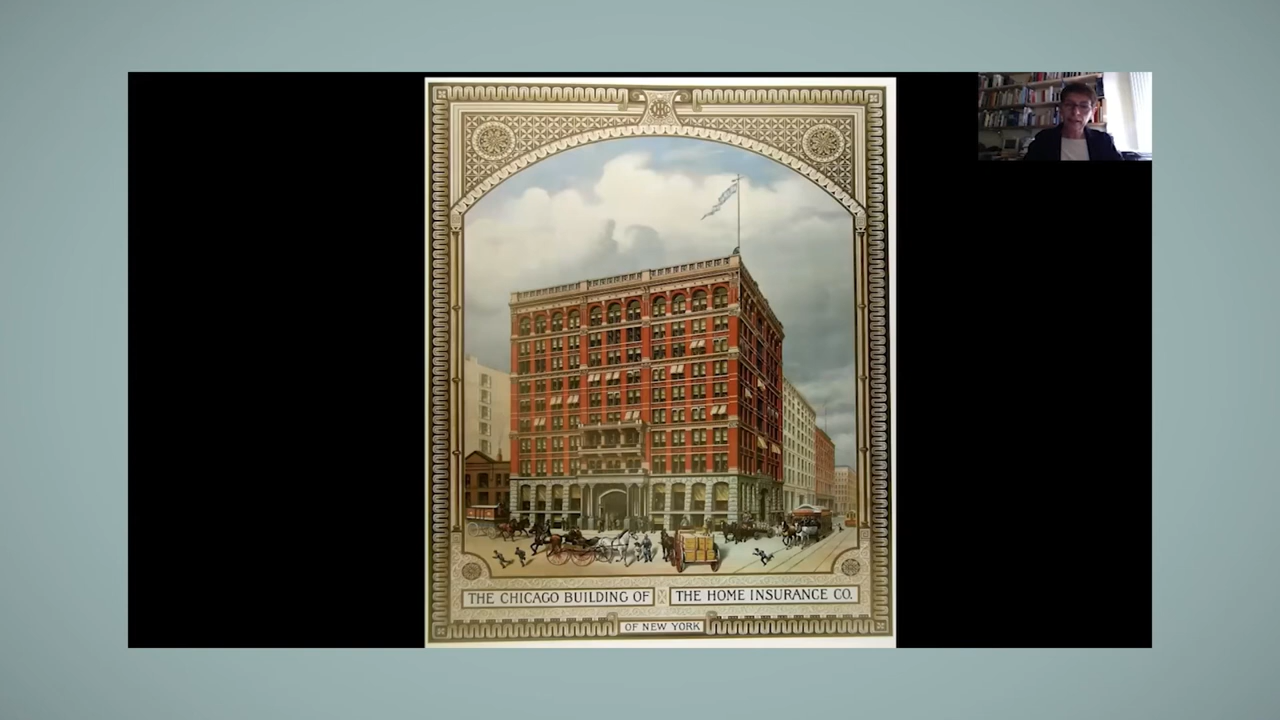 THE CHICAGO BUILDING OF THE HOME INSURANCE CO.
OF NEW YORK